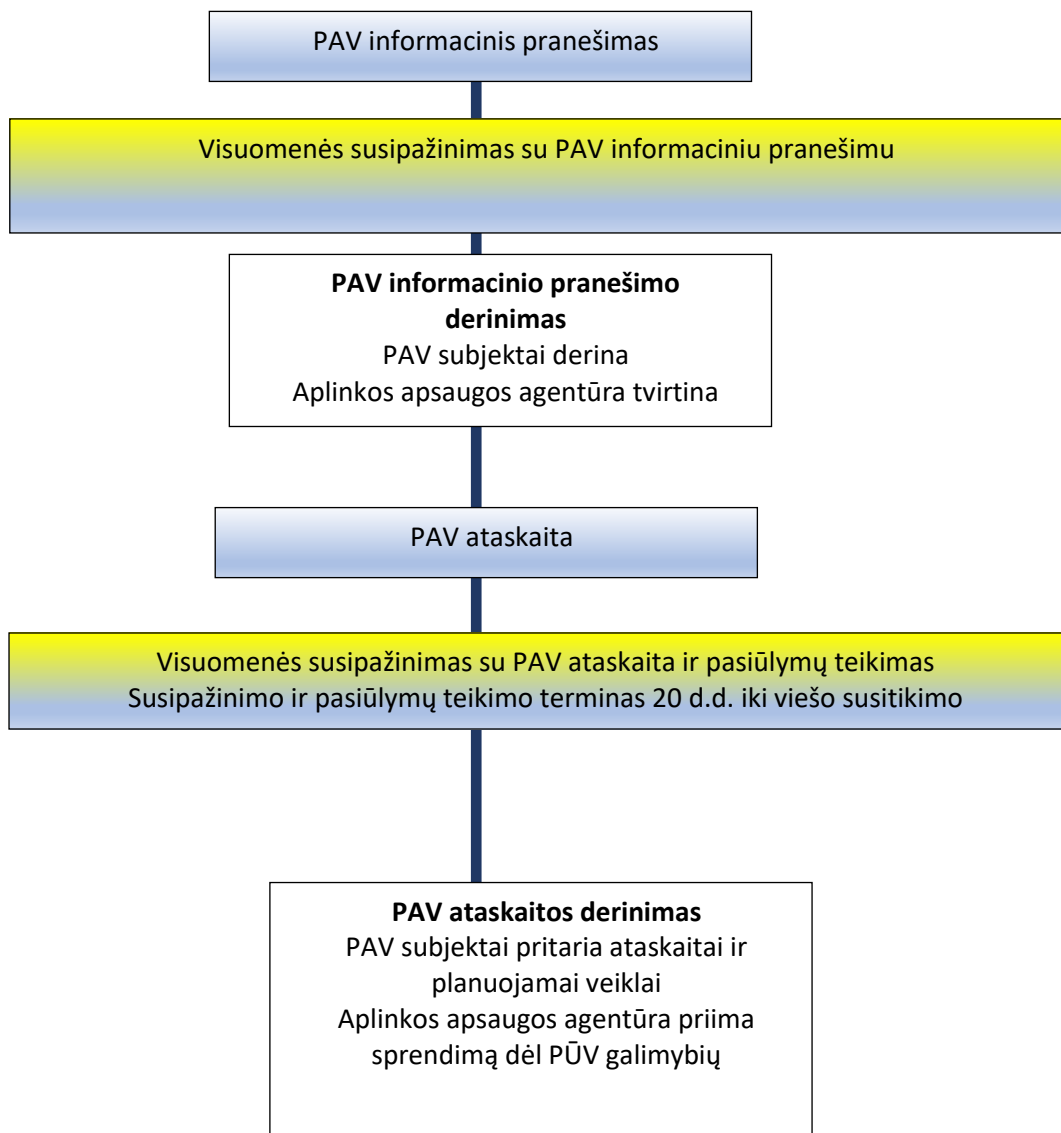 PAV informacinis pranešimas
Visuomenės susipažinimas su PAV informaciniu pranešimu
PAV informacinio pranešimo
derinimas
PAV subjektai derina
Aplinkos apsaugos agentūra tvirtina
PAV ataskaita
Visuomenės susipažinimas su PAV ataskaita ir pasiūlymų teikimas
Susipažinimo ir pasiūlymų teikimo terminas 20 d.d. iki viešo susitikimo
PAV ataskaitos derinimas
PAV subjektai pritaria ataskaitai ir
planuojamai veiklai
Aplinkos apsaugos agentūra priima
sprendimą dėl PŪV galimybių